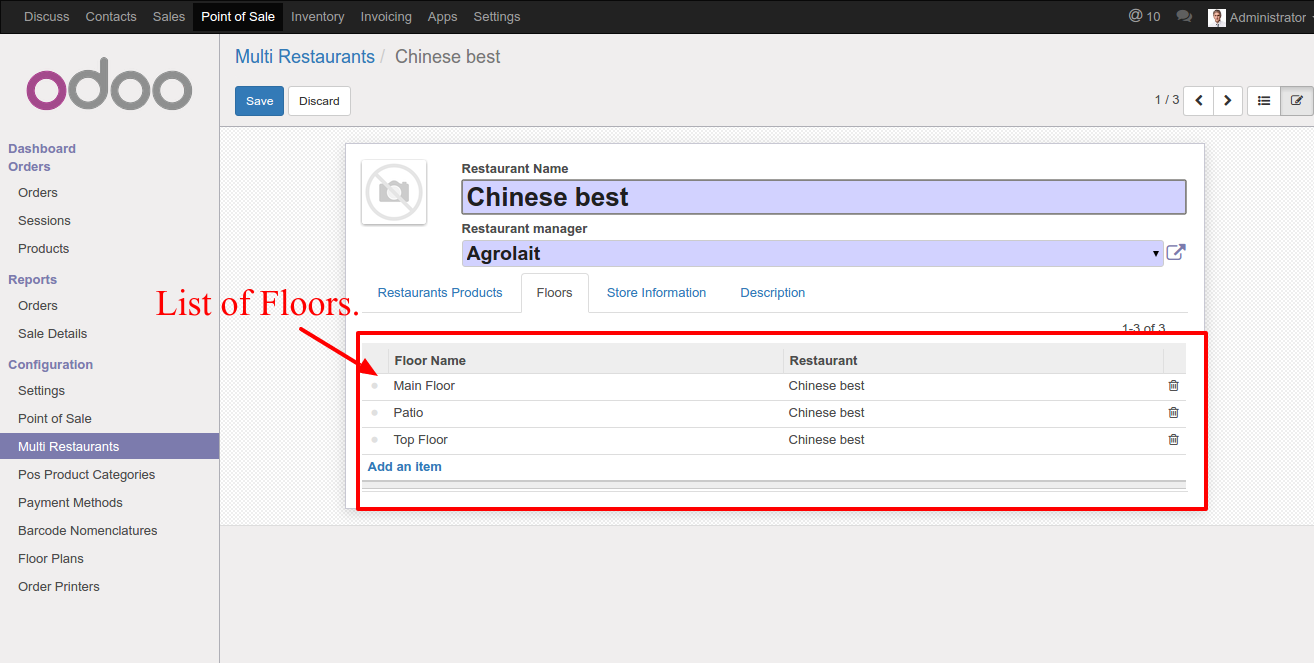 Discuss Contacts Sales Point of Sale Inventory Invoicing Apps Settings @ 10 Administrator
odoo
Dashboard
Orders
Orders
Sessions
Products
Reports
Orders
Sale Details
Configuration
Settings
Point of Sale
Multi Restaurants
Pos Product Categories
Payment Methods
Barcode Nomenclatures
Floor Plans
Order Printers
Multi Restaurants / Chinese best
Save Discard 1 / 3
Restaurant Name
Chinese best
Restaurant manager
Agrolait
Restaurants Products Floors Store Information Description
List of Floors.
1-3 of 3
Floor Name Restaurant
Main Floor Chinese best
Patio Chinese best
Top Floor Chinese best
Add an item